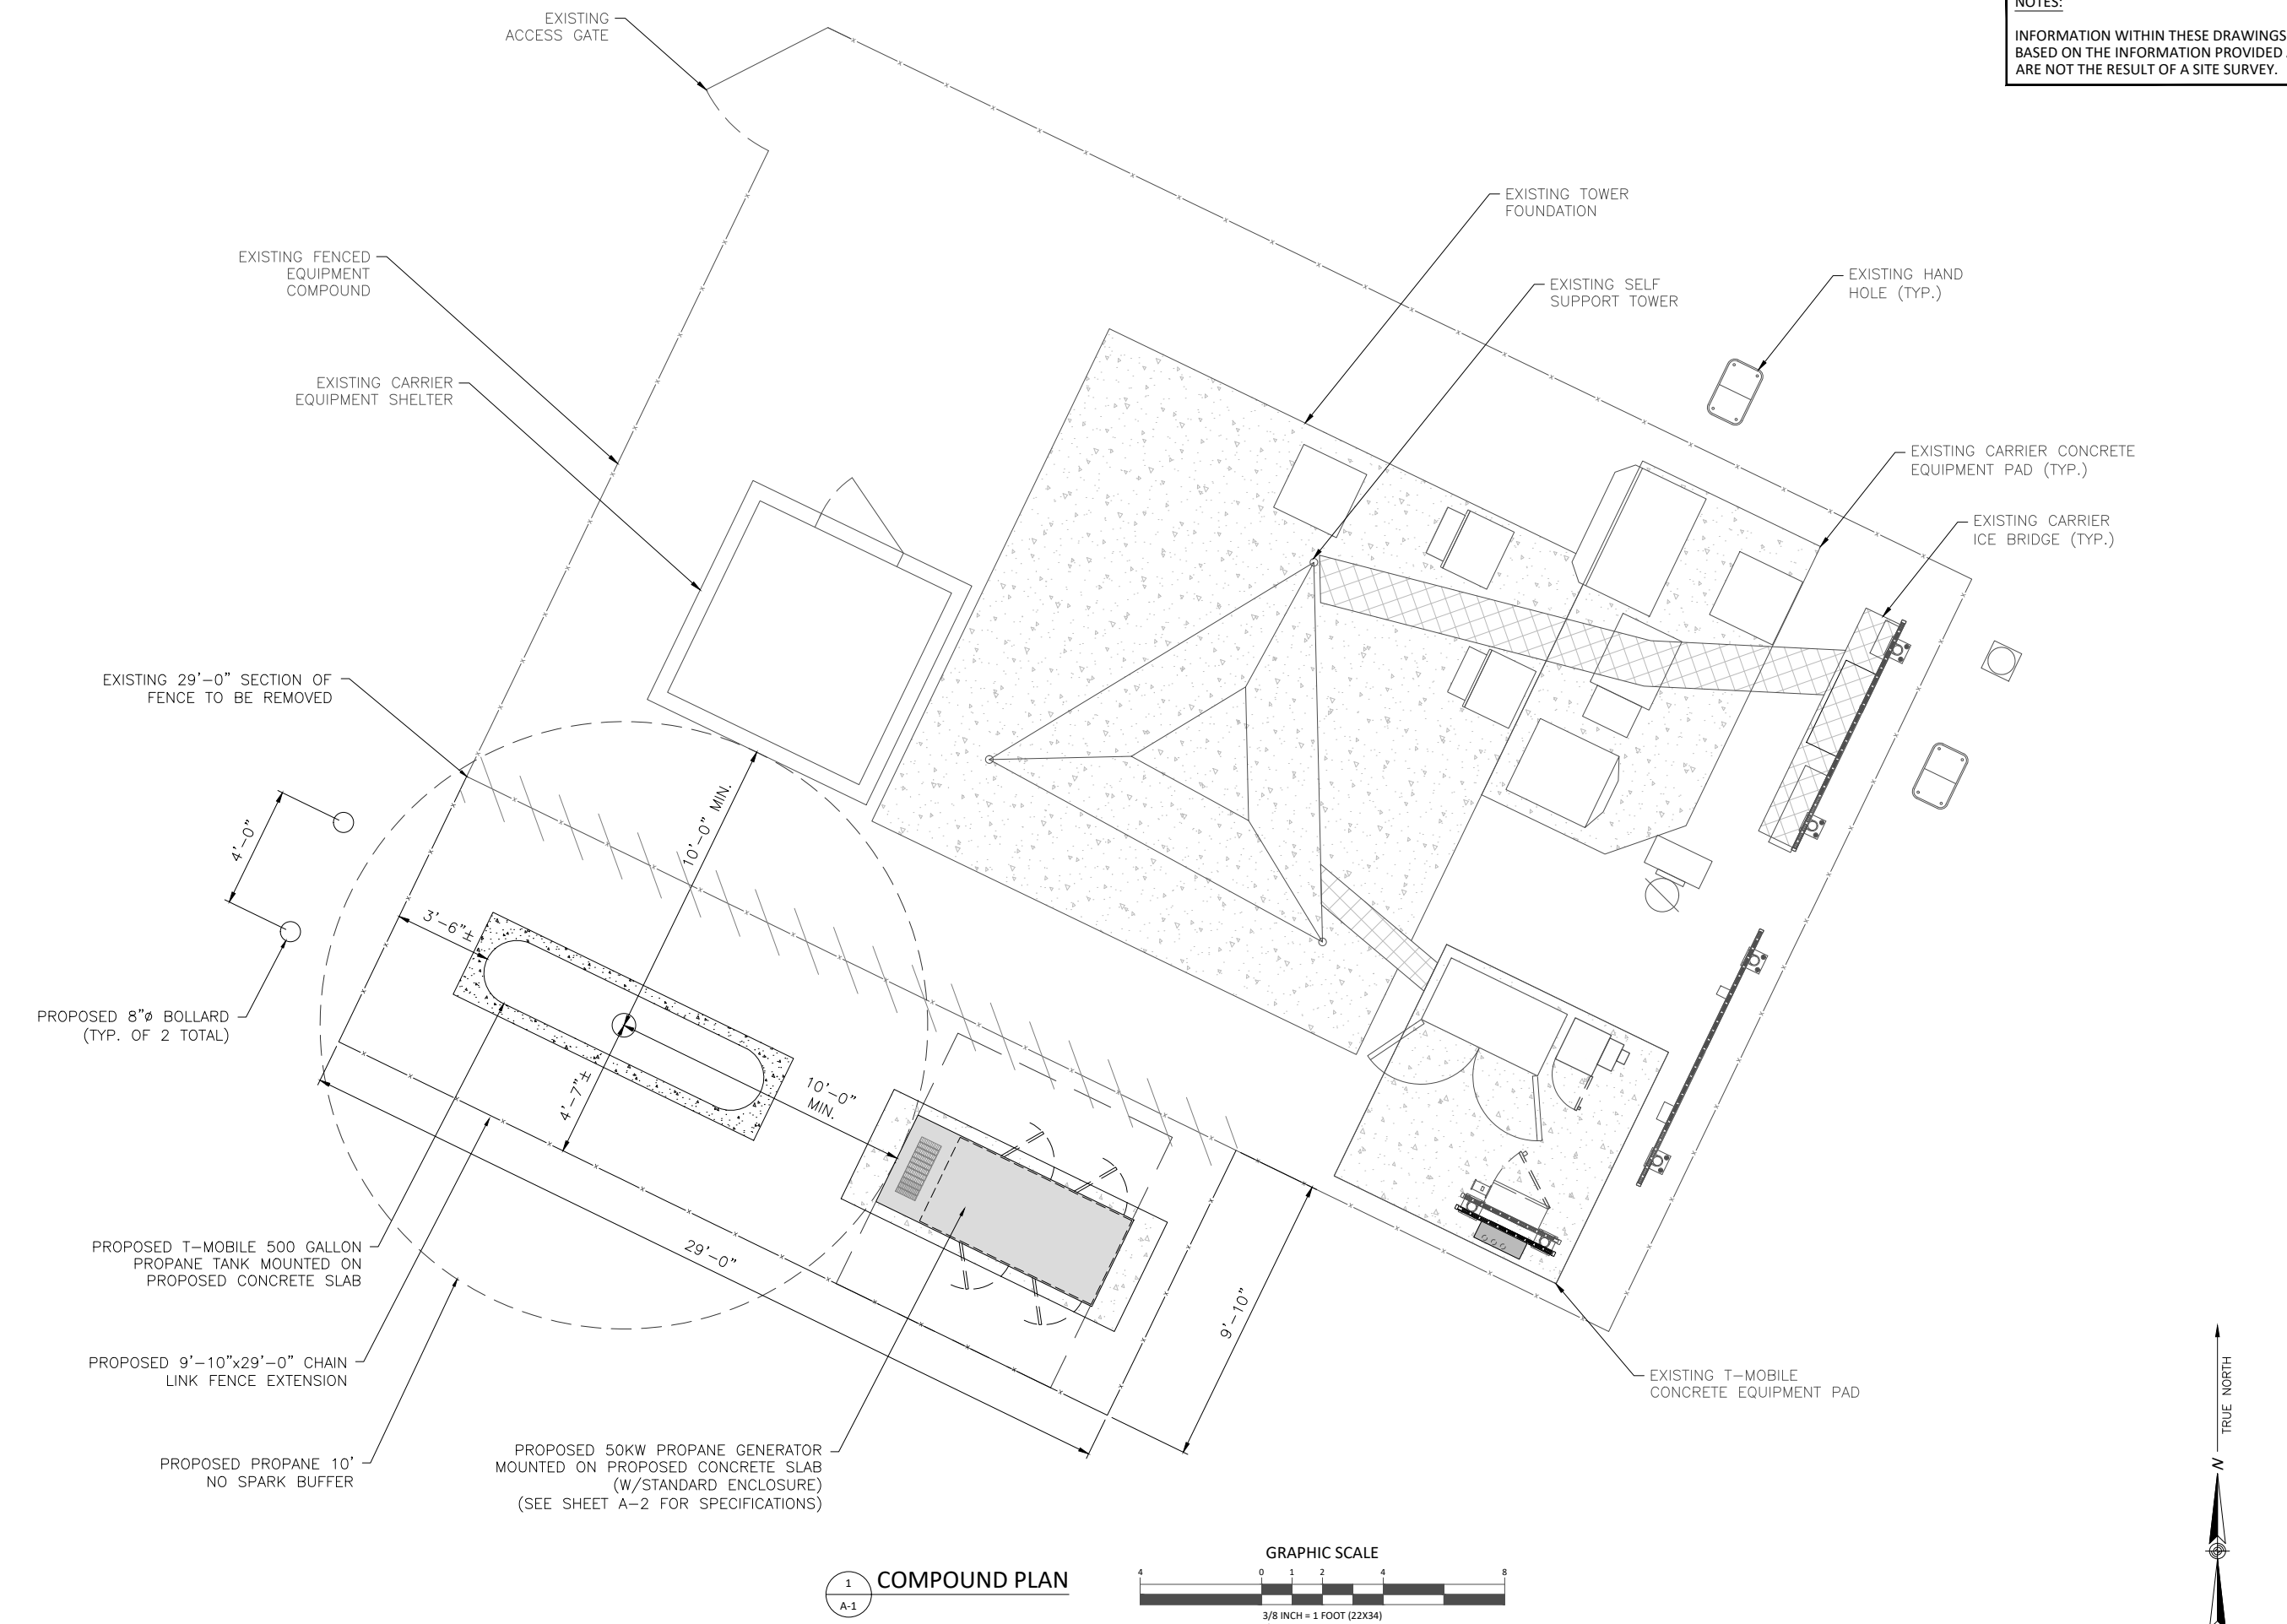 NOTES:
INFORMATION WITHIN THESE DRAWINGS
BASED ON THE INFORMATION PROVIDED
ARE NOT THE RESULT OF A SITE SURVEY.
EXISTING
ACCESS GATE
EXISTING TOWER
FOUNDATION
EXISTING FENCED
EQUIPMENT
COMPOUND
EXISTING SELF
SUPPORT TOWER
EXISTING HAND
HOLE (TYP.)
EXISTING CARRIER
EQUIPMENT SHELTER
EXISTING CARRIER CONCRETE
EQUIPMENT PAD (TYP.)
EXISTING CARRIER
ICE BRIDGE (TYP.)
EXISTING 29'-0" SECTION OF
FENCE TO BE REMOVED
4'-0"
10'-0" MIN.
3'-6"±
PROPOSED 8"ø BOLLARD
(TYP. OF 2 TOTAL)
4'-7"±
10'-0"
MIN.
PROPOSED T-MOBILE 500 GALLON
PROPANE TANK MOUNTED ON
PROPOSED CONCRETE SLAB
29'-0"
9'-10"
PROPOSED 9'-10"x29'-0" CHAIN
LINK FENCE EXTENSION
EXISTING T-MOBILE
CONCRETE EQUIPMENT PAD
PROPOSED PROPANE 10'
NO SPARK BUFFER
PROPOSED 50KW PROPANE GENERATOR
MOUNTED ON PROPOSED CONCRETE SLAB
(W/STANDARD ENCLOSURE)
(SEE SHEET A-2 FOR SPECIFICATIONS)
TRUE NORTH
N
1
A-1
COMPOUND PLAN
GRAPHIC SCALE
4 0 1 2 4 8
3/8 INCH = 1 FOOT (22X34)